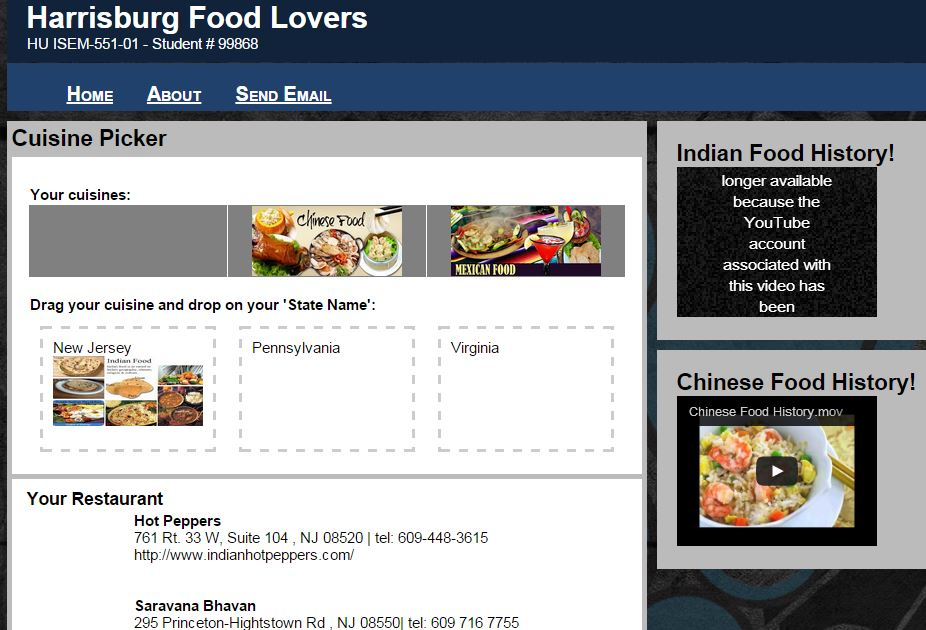 Harrisburg Food Lovers
HU ISEM-551-01 - Student # 99868
Home About Send Email
Cuisine Picker
Your cuisines:
Chinese Food
MEXICAN FOOD
Drag your cuisine and drop on your 'State Name':
New Jersey
Indian Food
Pennsylvania
Virginia
Your Restaurant
Hot Peppers
761 Rt. 33 W, Suite 104 , NJ 08520 | tel: 609-448-3615
http://www.indianhotpeppers.com/
Saravana Bhavan
295 Princeton-Hightstown Rd , NJ 08550| tel: 609 716 7755
Indian Food History!
longer available
because the
YouTube
account
associated with
this video has
been
Chinese Food History!
Chinese Food History.mov